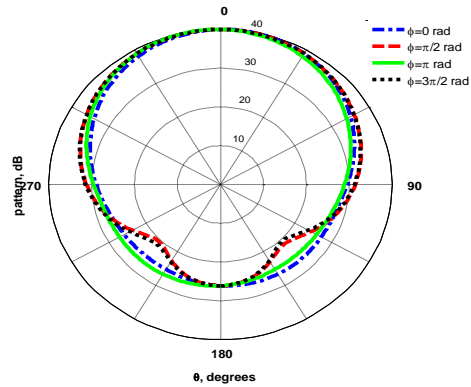 0
40
30
20
10
ϕ=0 rad
ϕ=π/2 rad
ϕ=π rad
ϕ=3π/2 rad
pattern, dB
270
90
180
θ, degrees